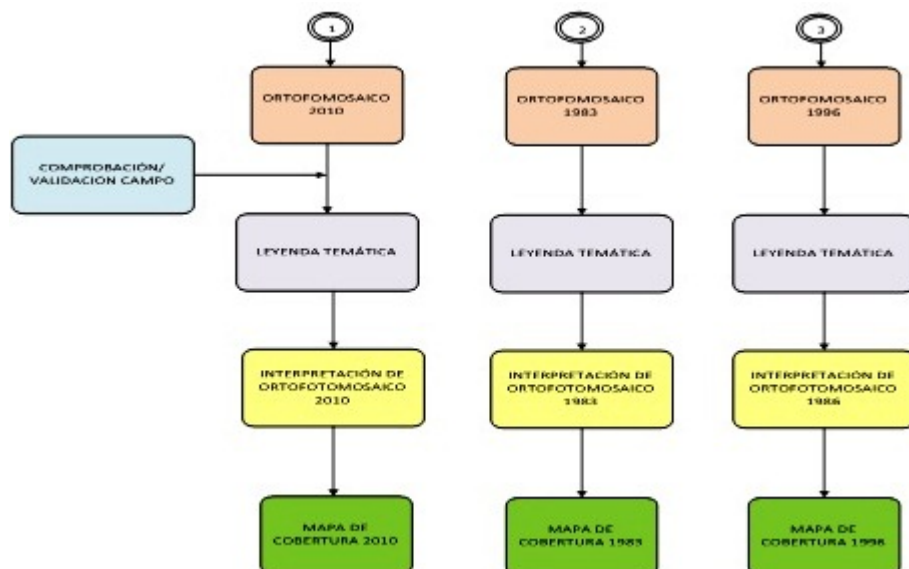 1
ORTOFOMOSAICO
2010
COMPROBACIÓN/
VALIDACION CAMPO
LEYENDA TEMÁTICA
INTERPRETACIÓN DE
ORTOFOTOMOSAICO
2010
MAPA DE
COBERTURA 2010
2
ORTOFOMOSAICO
1983
LEYENDA TEMÁTICA
INTERPRETACIÓN DE
ORTOFOTOMOSAICO
1983
MAPA DE
COBERTURA 1983
3
ORTOFOMOSAICO
1996
LEYENDA TEMÁTICA
INTERPRETACIÓN DE
ORTOFOTOMOSAICO
1986
MAPA DE
COBERTURA 1996